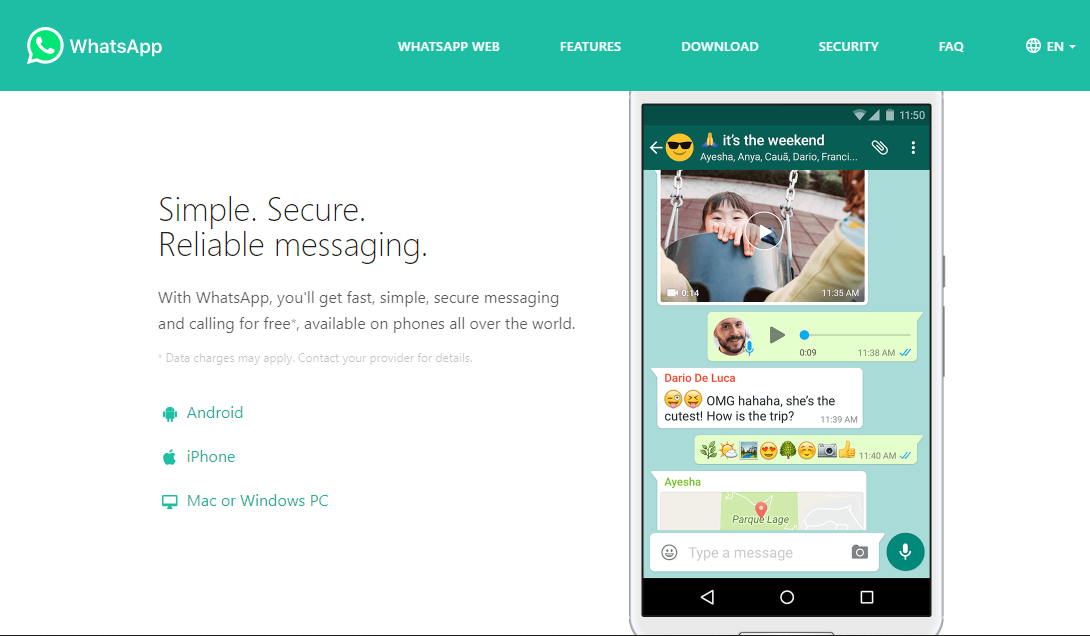 WhatsApp
WHATSAPP WEB
FEATURES
DOWNLOAD
SECURITY
FAQ
EN
Simple. Secure.
Reliable messaging.
With WhatsApp, you'll get fast, simple, secure messaging
and calling for free*, available on phones all over the world.
* Data charges may apply. Contact your provider for details.
Android
iPhone
Mac or Windows PC
11:50
🙏 it's the weekend
Ayesha, Anya, Cauã, Dario, Franci...
0:14
11:35 AM
0:09
11:38 AM
Dario De Luca
😜😝 OMG hahaha, she's the
cutest! How is the trip?
11:39 AM
🌿🌤️🏞️😍🌳☺️📷👍 11:40 AM
Ayesha
Parque Lage
Type a message